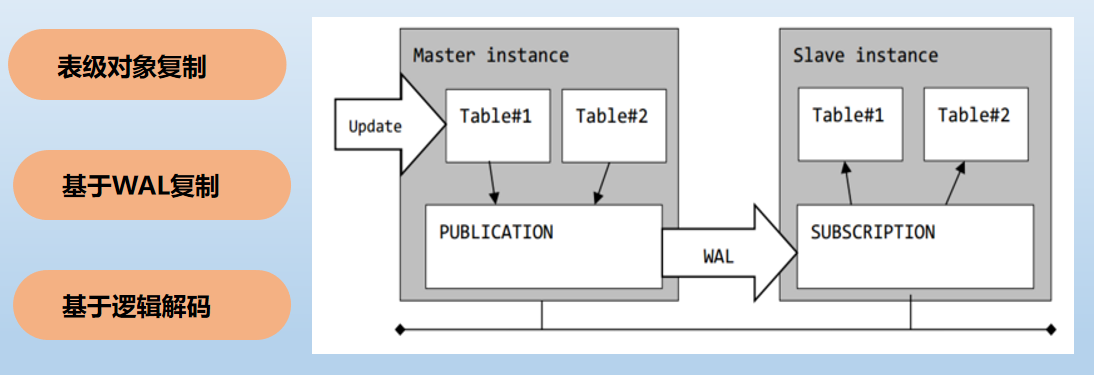 表级对象复制
基于WAL复制
基于逻辑解码
Master instance
Slave instance
Update
Table#1
Table#2
Table#1
Table#2
PUBLICATION
WAL
SUBSCRIPTION